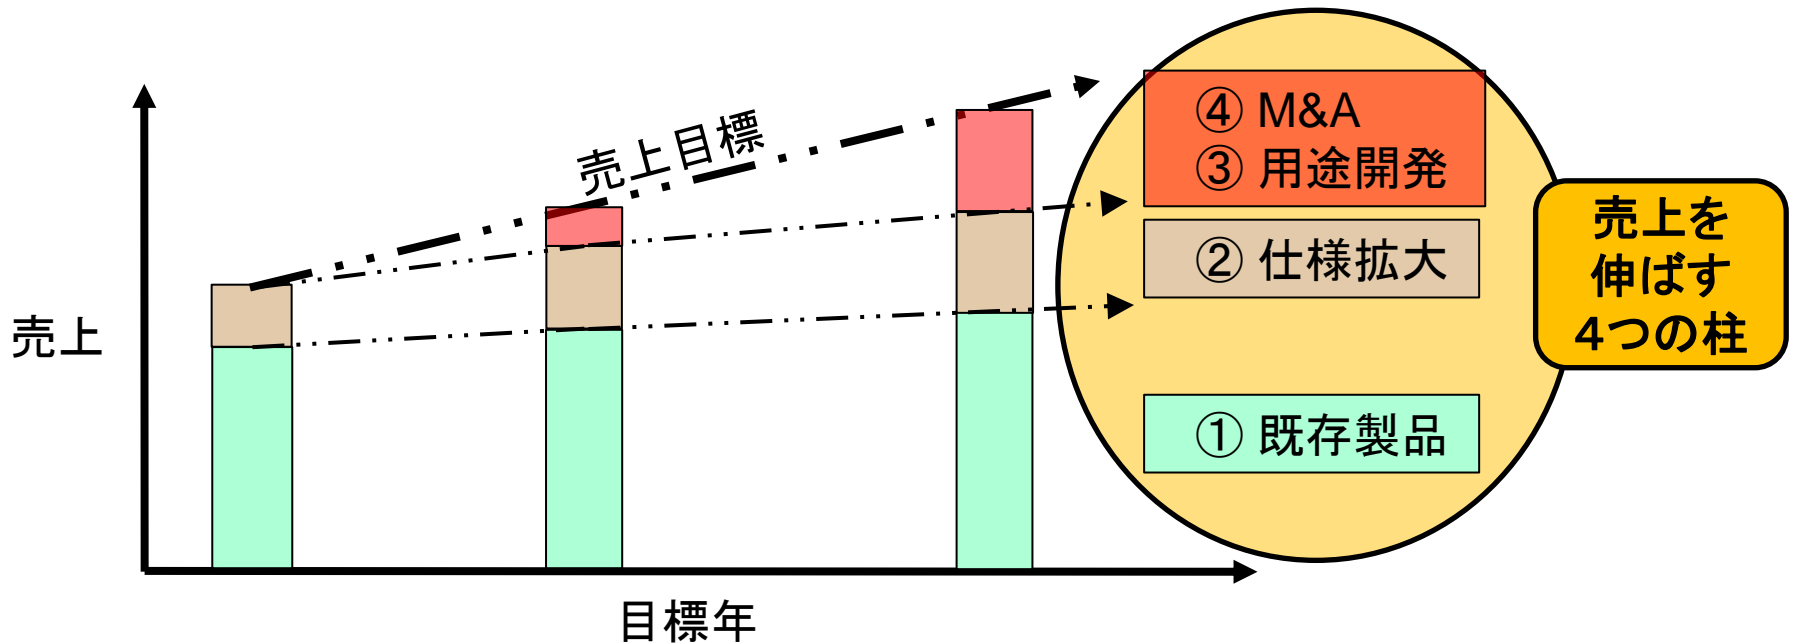 売上目標
④ M&A
③ 用途開発
② 仕様拡大
① 既存製品
売上を
伸ばす
４つの柱
売上
目標年